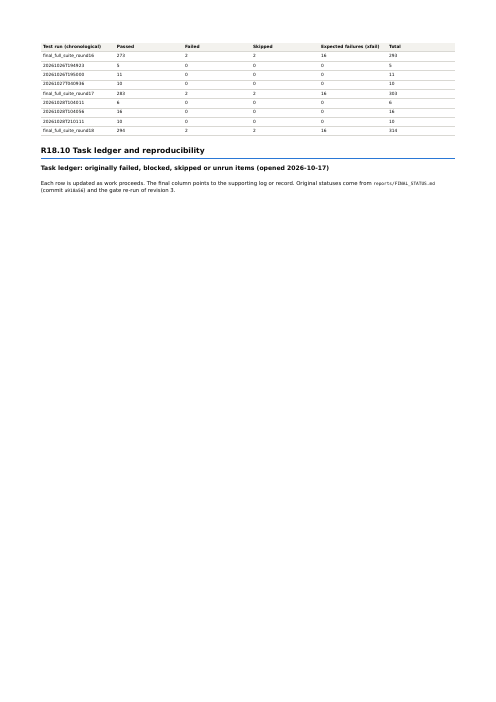 Test run (chronological) Passed Failed Skipped Expected failures (xfail) Total
final_full_suite_round16 273 2 2 16 293
20261026T194923 5 0 0 0 5
20261026T195000 11 0 0 0 11
20261027T040936 10 0 0 0 10
final_full_suite_round17 283 2 2 16 303
20261028T104011 6 0 0 0 6
20261028T104056 16 0 0 0 16
20261028T210111 10 0 0 0 10
final_full_suite_round18 294 2 2 16 314
R18.10 Task ledger and reproducibility
Task ledger: originally failed, blocked, skipped or unrun items (opened 2026-10-17)
Each row is updated as work proceeds. The final column points to the supporting log or record. Original statuses come from reports/FINAL_STATUS.md
(commit) and the gate re-run of revision 3.